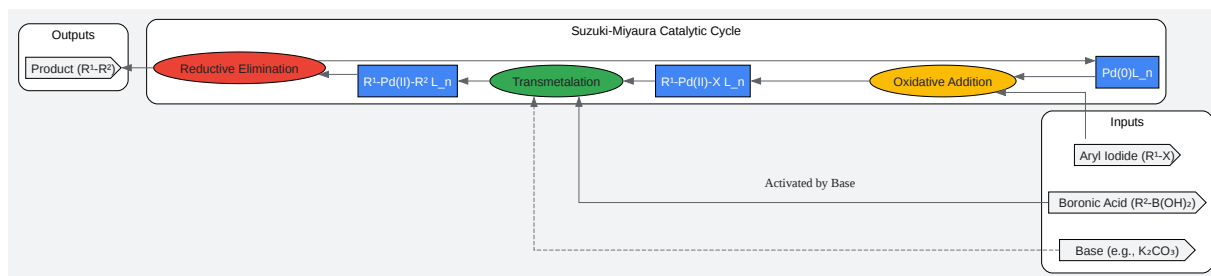 Outputs
Product (R¹-R²)
Suzuki-Miyaura Catalytic Cycle
Reductive Elimination
R¹-Pd(II)-R² L_n
Transmetalation
R¹-Pd(II)-X L_n
Oxidative Addition
Pd(0)L_n
Inputs
Aryl Iodide (R¹-X)
Activated by Base
Boronic Acid (R²-B(OH)₂)
Base (e.g., K₂CO₃)